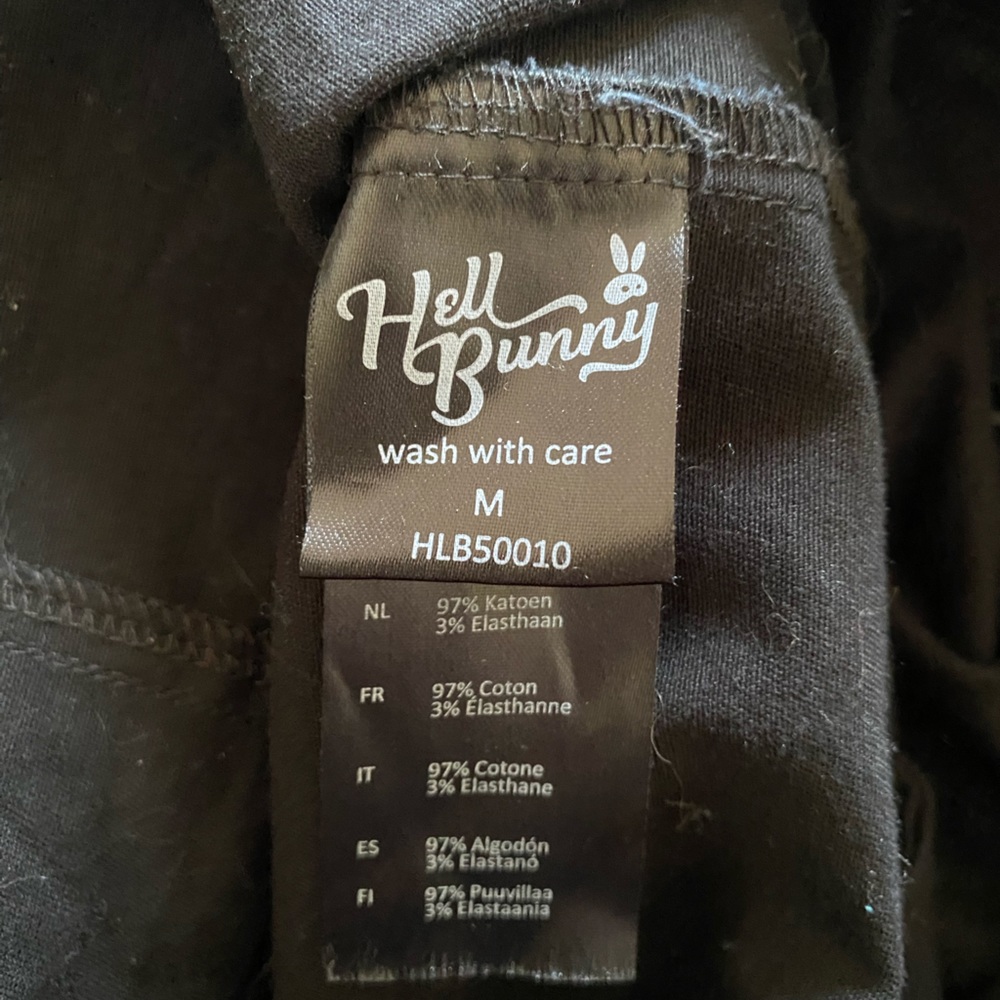 Hell
Bunny
wash with care
M
HLB50010
NL 97% Katoen
3% Elasthaan
FR 97% Coton
3% Élasthanne
IT 97% Cotone
3% Elasthane
ES 97% Algodón
3% Elastanó
FI 97% Puuvillaa
3% Elastaania